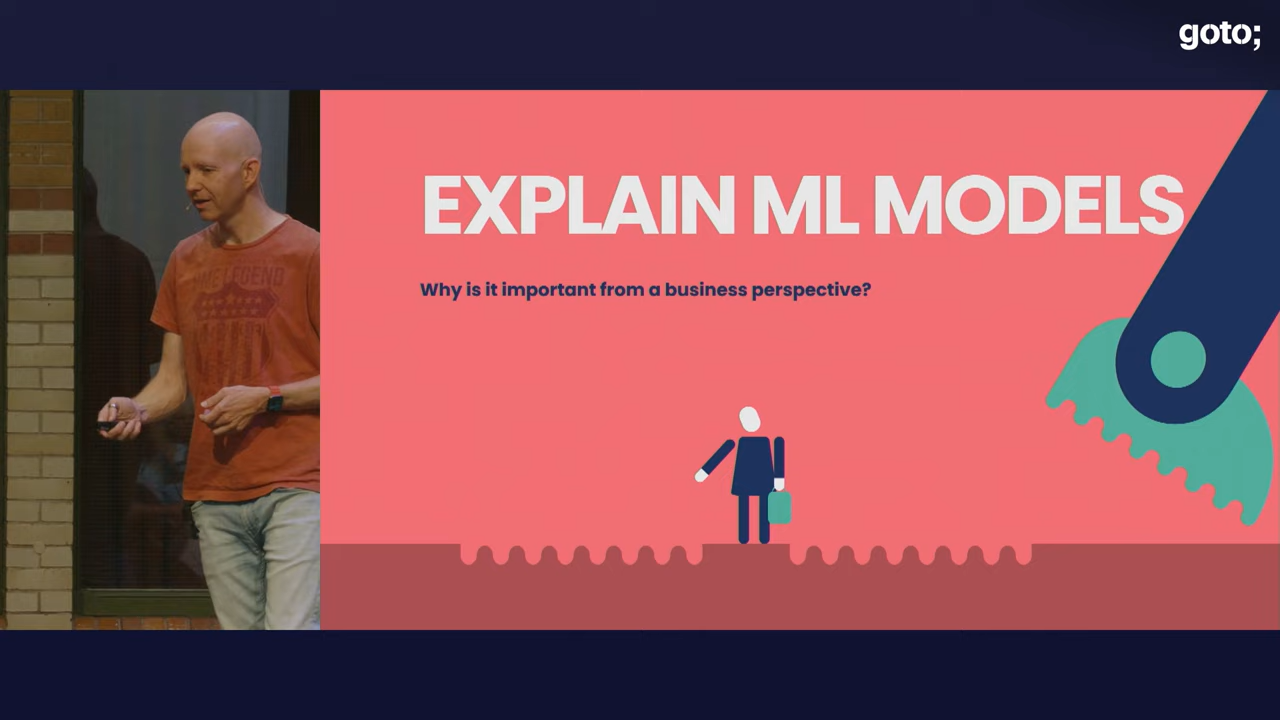 goto;
EXPLAIN ML MODELS
Why is it important from a business perspective?